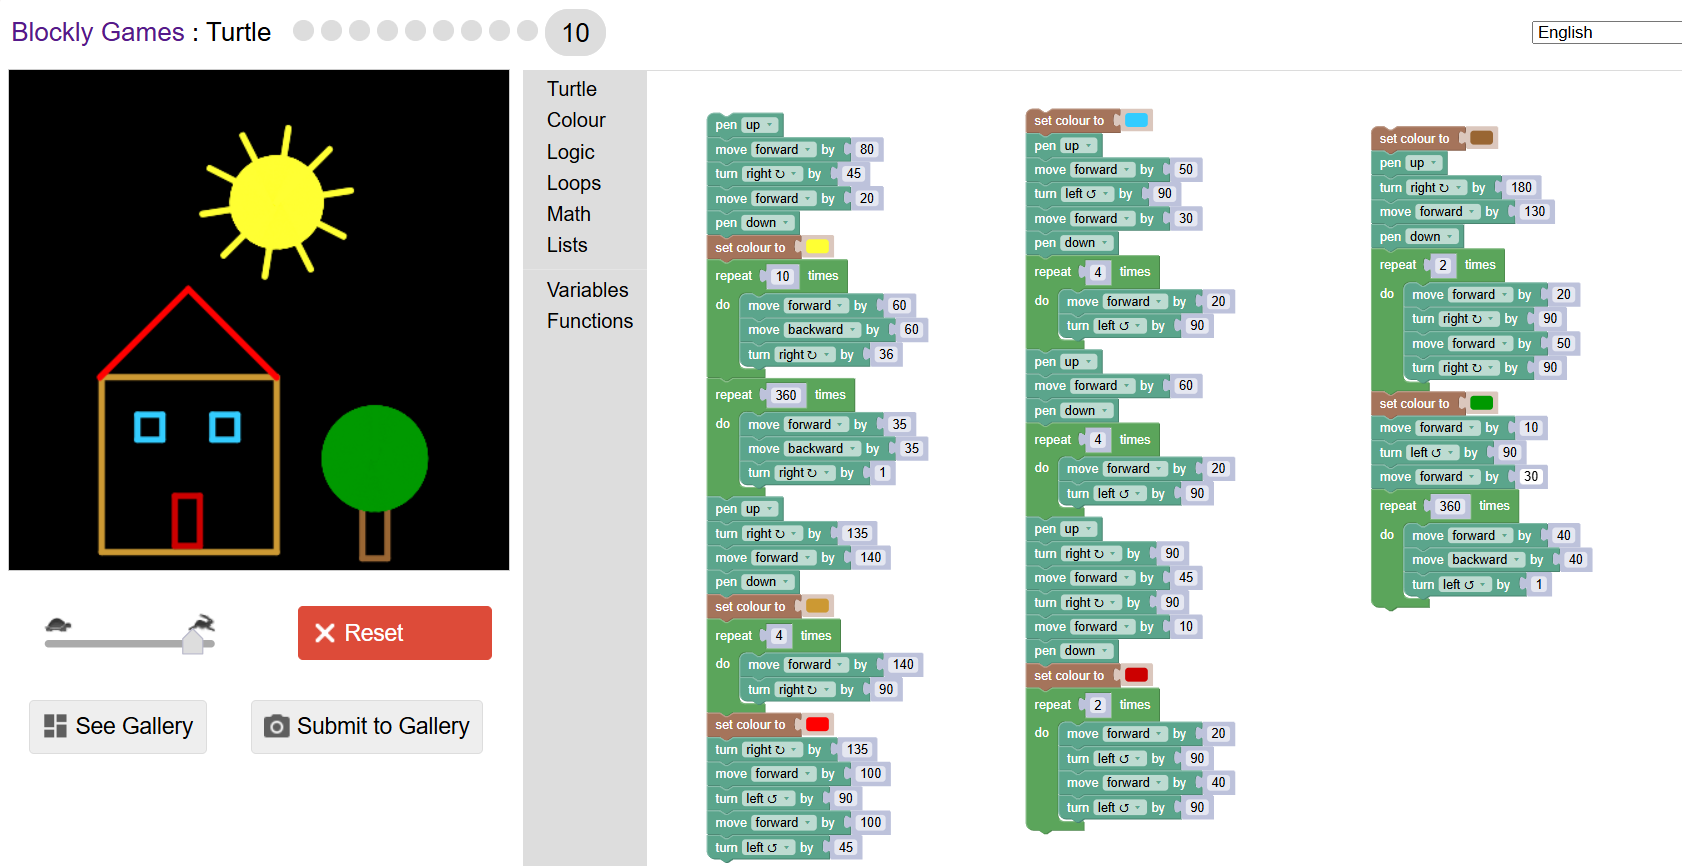 Blockly Games : Turtle 10
English
Turtle
Colour
Logic
Loops
Math
Lists
Variables
Functions
Reset
See Gallery
Submit to Gallery
pen up
move forward by 80
turn right ↻ by 45
move forward by 20
pen down
set colour to
repeat 10 times
do move forward by 60
move backward by 60
turn right ↻ by 36
repeat 360 times
do move forward by 35
move backward by 35
turn right ↻ by 1
pen up
turn right ↻ by 135
move forward by 140
pen down
set colour to
repeat 4 times
do move forward by 140
turn right ↻ by 90
set colour to
turn right ↻ by 135
move forward by 100
turn left ↺ by 90
move forward by 100
turn left ↺ by 45
set colour to
pen up
move forward by 50
turn left ↺ by 90
move forward by 30
pen down
repeat 4 times
do move forward by 20
turn left ↺ by 90
pen up
move forward by 60
pen down
repeat 4 times
do move forward by 20
turn left ↺ by 90
pen up
turn right ↻ by 90
move forward by 45
turn right ↻ by 90
move forward by 10
pen down
set colour to
repeat 2 times
do move forward by 20
turn left ↺ by 90
move forward by 40
turn left ↺ by 90
set colour to
pen up
turn right ↻ by 180
move forward by 130
pen down
repeat 2 times
do move forward by 20
turn right ↻ by 90
move forward by 50
turn right ↻ by 90
set colour to
move forward by 10
turn left ↺ by 90
move forward by 30
repeat 360 times
do move forward by 40
move backward by 40
turn left ↺ by 1